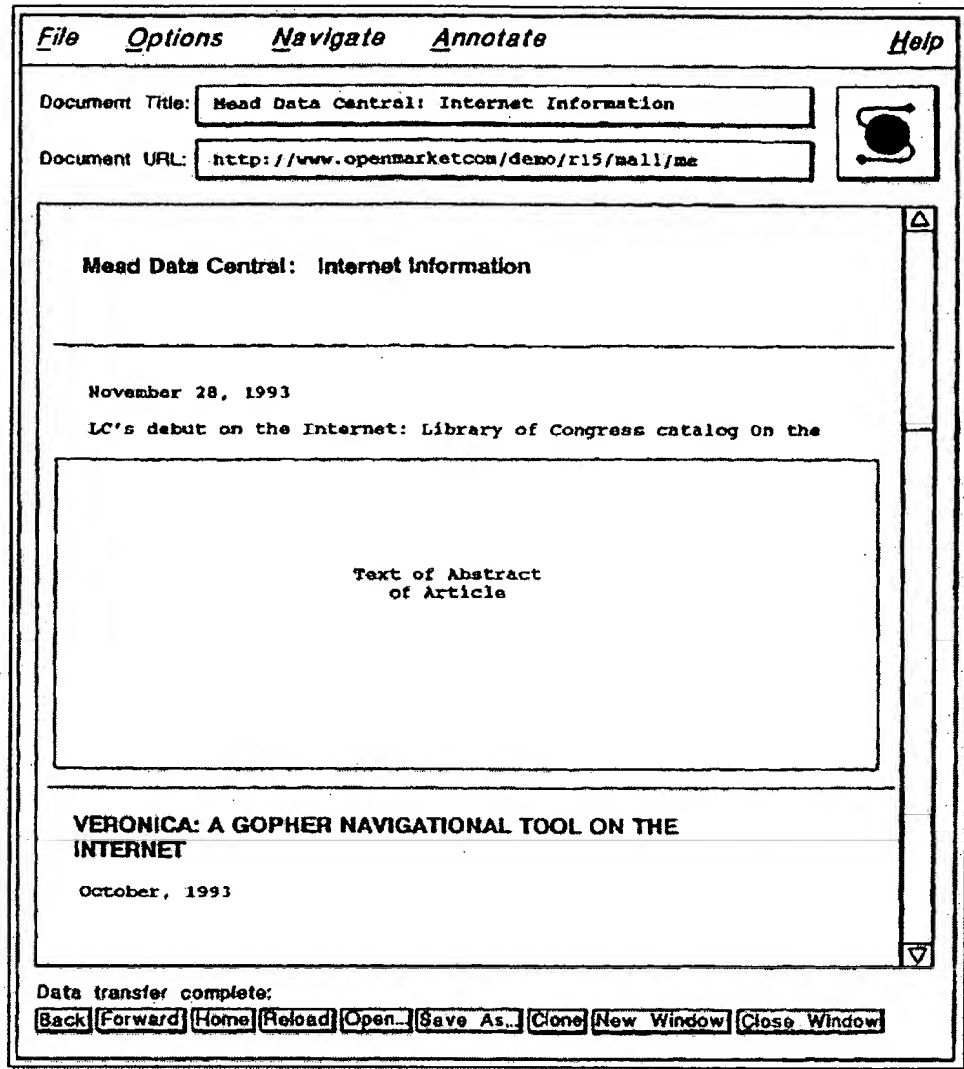 File Options Navigate Annotate Help
Document Title: Mead Data Central: Internet Information
Document URL: http://www.openmarketcom/demo/r15/mall/me
Mead Data Central: Internet Information
November 28, 1993
LC's debut on the Internet: Library of Congress catalog On the
Text of Abstract
of Article
VERONICA: A GOPHER NAVIGATIONAL TOOL ON THE
INTERNET
October, 1993
Data transfer complete:
Back Forward Home Reload Open... Save As... Clone New Window Close Window